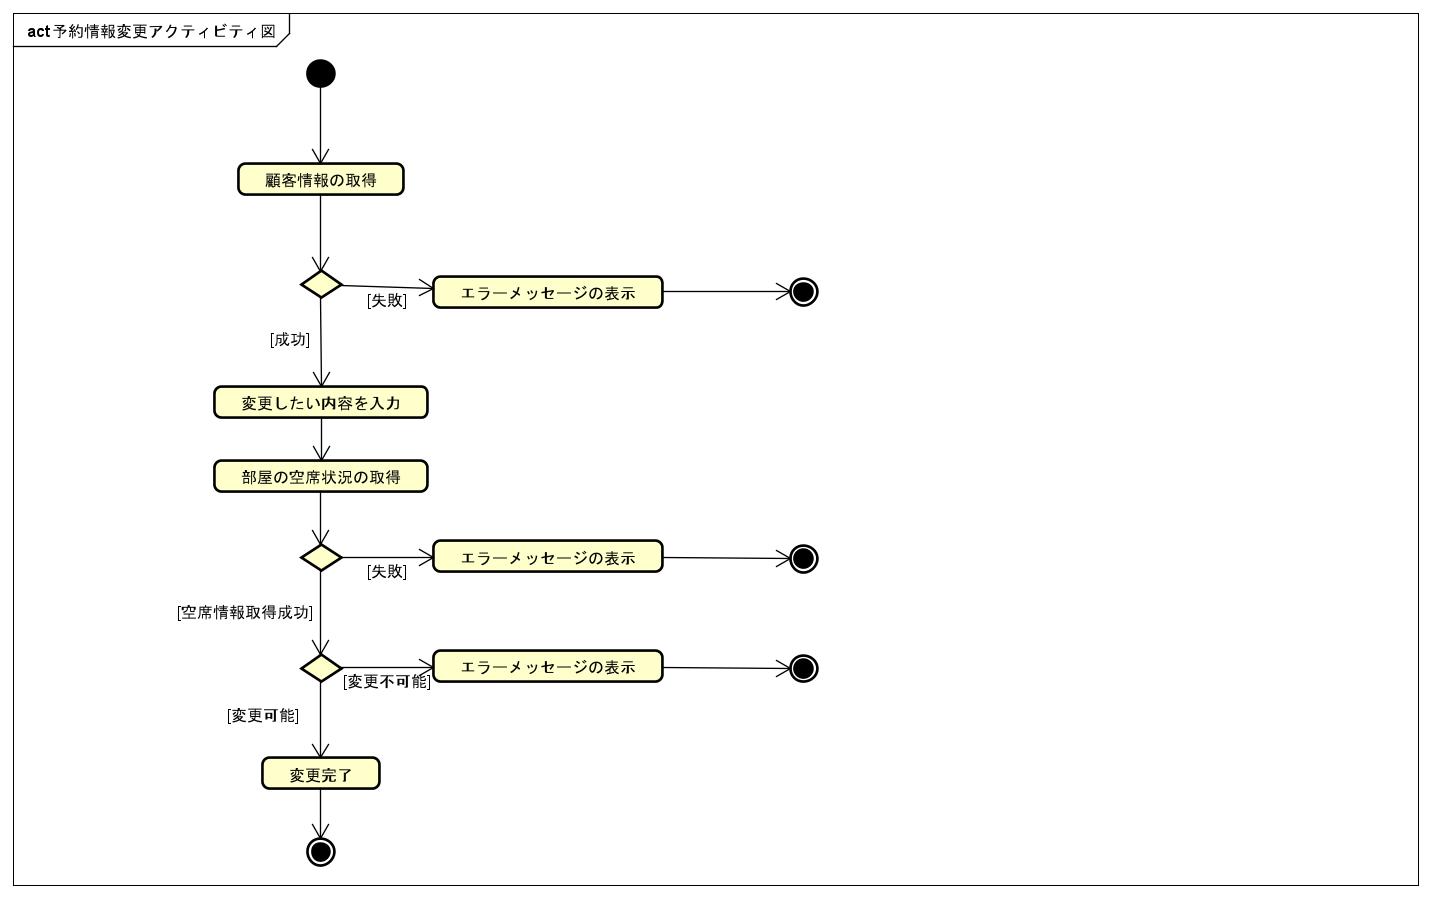 act 予約情報変更アクティビティ図
顧客情報の取得
エラーメッセージの表示
[失敗]
[成功]
変更したい内容を入力
部屋の空席状況の取得
エラーメッセージの表示
[失敗]
[空席情報取得成功]
エラーメッセージの表示
[変更不可能]
[変更可能]
変更完了